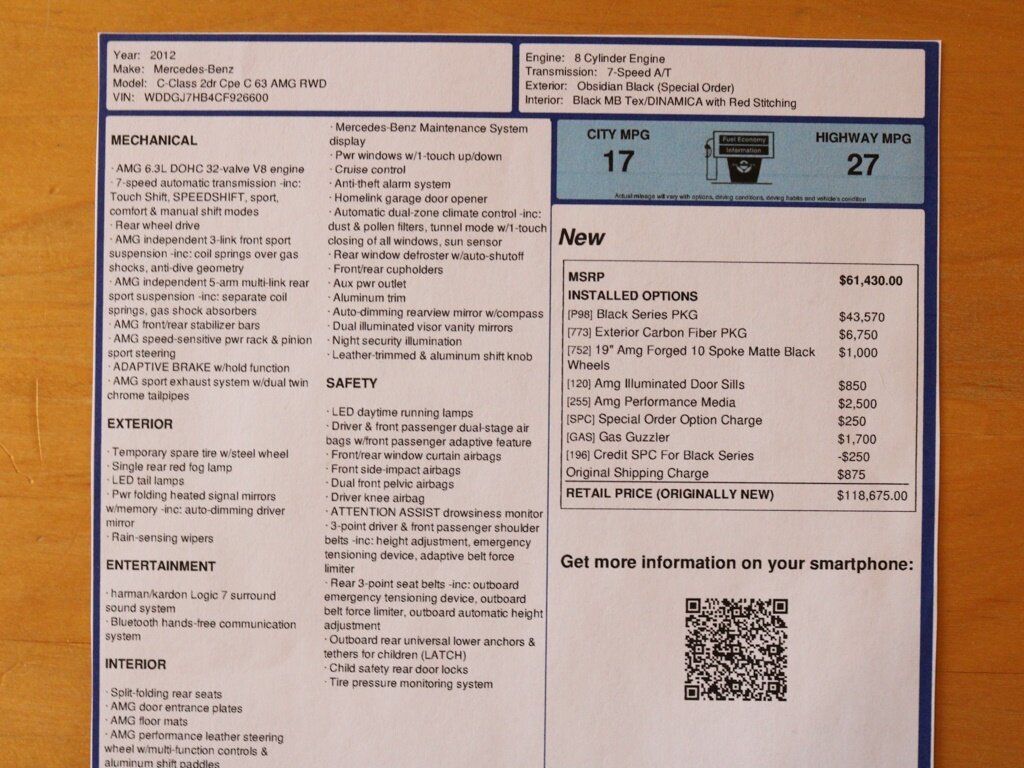 Year: 2012
Make: Mercedes-Benz
Model: C-Class 2dr Cpe C 63 AMG RWD
VIN: WDDGJ7HB4CF926600
Engine: 8 Cylinder Engine
Transmission: 7-Speed A/T
Exterior: Obsidian Black (Special Order)
Interior: Black MB Tex/DINAMICA with Red Stitching
MECHANICAL
· AMG 6.3L DOHC 32-valve V8 engine
· 7-speed automatic transmission -inc:
Touch Shift, SPEEDSHIFT, sport,
comfort & manual shift modes
· Rear wheel drive
· AMG independent 3-link front sport
suspension -inc: coil springs over gas
shocks, anti-dive geometry
· AMG independent 5-arm multi-link rear
sport suspension -inc: separate coil
springs, gas shock absorbers
· AMG front/rear stabilizer bars
· AMG speed-sensitive pwr rack & pinion
sport steering
· ADAPTIVE BRAKE w/hold function
· AMG sport exhaust system w/dual twin
chrome tailpipes
EXTERIOR
· Temporary spare tire w/steel wheel
· Single rear red fog lamp
· LED tail lamps
· Pwr folding heated signal mirrors
w/memory -inc: auto-dimming driver
mirror
· Rain-sensing wipers
ENTERTAINMENT
· harman/kardon Logic 7 surround
sound system
· Bluetooth hands-free communication
system
INTERIOR
· Split-folding rear seats
· AMG door entrance plates
· AMG floor mats
· AMG performance leather steering
wheel w/multi-function controls &
aluminum shift paddles
· Mercedes-Benz Maintenance System
display
· Pwr windows w/1-touch up/down
· Cruise control
· Anti-theft alarm system
· Homelink garage door opener
· Automatic dual-zone climate control -inc:
dust & pollen filters, tunnel mode w/1-touch
closing of all windows, sun sensor
· Rear window defroster w/auto-shutoff
· Front/rear cupholders
· Aux pwr outlet
· Aluminum trim
· Auto-dimming rearview mirror w/compass
· Dual illuminated visor vanity mirrors
· Night security illumination
· Leather-trimmed & aluminum shift knob
SAFETY
· LED daytime running lamps
· Driver & front passenger dual-stage air
bags w/front passenger adaptive feature
· Front/rear window curtain airbags
· Front side-impact airbags
· Dual front pelvic airbags
· Driver knee airbag
· ATTENTION ASSIST drowsiness monitor
· 3-point driver & front passenger shoulder
belts -inc: height adjustment, emergency
tensioning device, adaptive belt force
limiter
· Rear 3-point seat belts -inc: outboard
emergency tensioning device, outboard
belt force limiter, outboard automatic height
adjustment
· Outboard rear universal lower anchors &
tethers for children (LATCH)
· Child safety rear door locks
· Tire pressure monitoring system
CITY MPG
17
Fuel Economy
Information
HIGHWAY MPG
27
Actual mileage will vary with options, driving conditions, driving habits and vehicle's condition
New
MSRP $61,430.00
INSTALLED OPTIONS
[P98] Black Series PKG $43,570
[773] Exterior Carbon Fiber PKG $6,750
[752] 19" Amg Forged 10 Spoke Matte Black $1,000
Wheels
[120] Amg Illuminated Door Sills $850
[255] Amg Performance Media $2,500
[SPC] Special Order Option Charge $250
[GAS] Gas Guzzler $1,700
[196] Credit SPC For Black Series -$250
Original Shipping Charge $875
RETAIL PRICE (ORIGINALLY NEW) $118,675.00
Get more information on your smartphone: